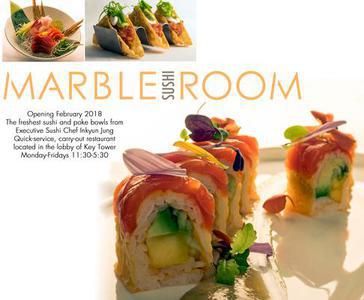 MARBLE SUSHI ROOM
Opening February 2018
The freshest sushi and poke bowls from
Executive Sushi Chef Inkyun Jung
Quick-service, carry-out restaurant
located in the lobby of Key Tower
Monday-Fridays 11:30-5:30